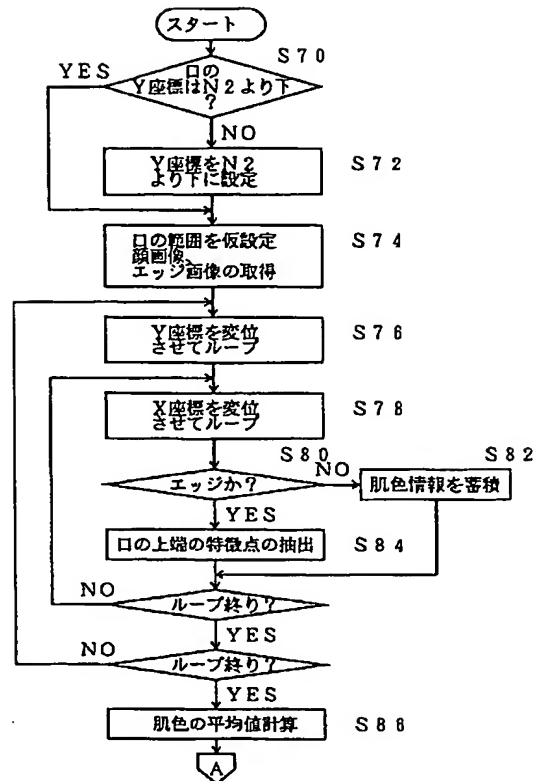 スタート
S70
YES
口の
Y座標はN2より下
?
NO
Y座標をN2
より下に設定
S72
口の範囲を仮設定
顔画像、
エッジ画像の取得
S74
Y座標を変位
させてループ
S76
X座標を変位
させてループ
S78
S80
エッジか?
NO
S82
肌色情報を蓄積
YES
口の上端の特徴点の抽出
S84
NO
ループ終り?
YES
NO
ループ終り?
YES
肌色の平均値計算
S86
A